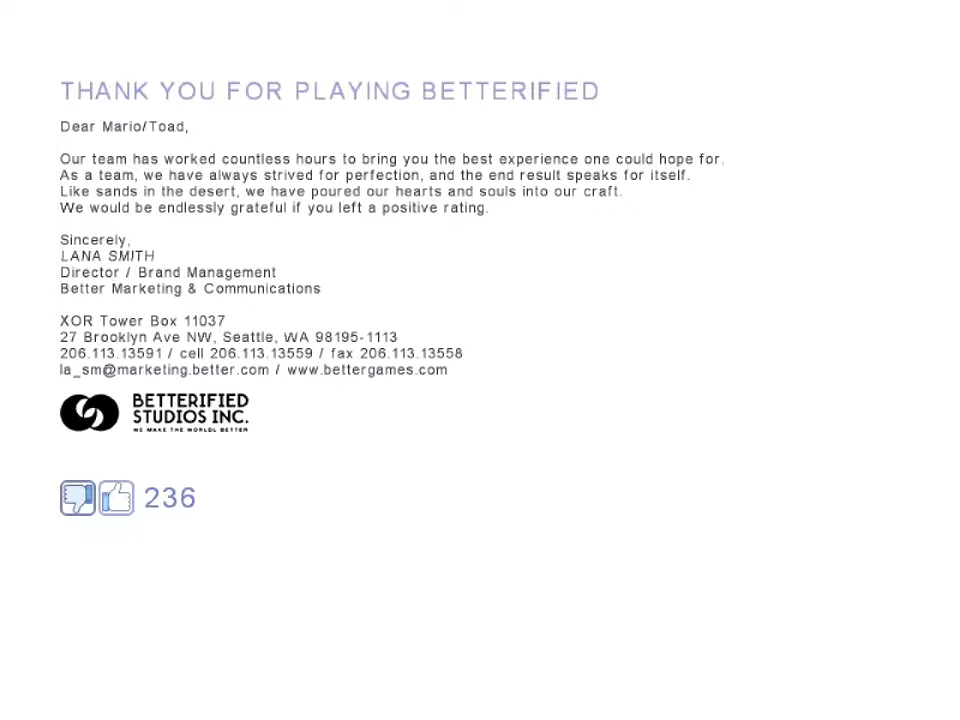 THANK YOU FOR PLAYING BETTERIFIED
Dear Mario/Toad,
Our team has worked countless hours to bring you the best experience one could hope for.
As a team, we have always strived for perfection, and the end result speaks for itself.
Like sands in the desert, we have poured our hearts and souls into our craft.
We would be endlessly grateful if you left a positive rating.
Sincerely,
LANA SMITH
Director / Brand Management
Better Marketing & Communications
XOR Tower Box 11037
27 Brooklyn Ave NW, Seattle, WA 98195-1113
206.113.13591 / cell 206.113.13559 / fax 206.113.13558
la_sm@marketing.better.com / www.bettergames.com
BETTERIFIED
STUDIOS INC.
WE MAKE THE WORLDL BETTER
236